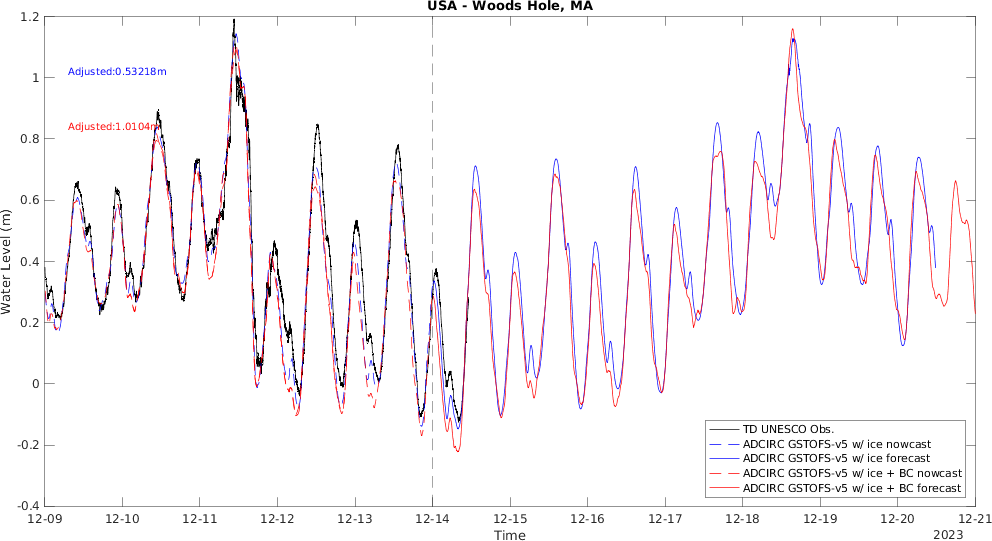 USA - Woods Hole, MA
1.2
1
0.8
0.6
0.4
0.2
0
-0.2
-0.4
Water Level (m)
Adjusted:0.53218m
Adjusted:1.0104m
TD UNESCO Obs.
ADCIRC GSTOFS-v5 w/ ice nowcast
ADCIRC GSTOFS-v5 w/ ice forecast
ADCIRC GSTOFS-v5 w/ ice + BC nowcast
ADCIRC GSTOFS-v5 w/ ice + BC forecast
12-09 12-10 12-11 12-12 12-13 12-14 12-15 12-16 12-17 12-18 12-19 12-20 12-21
Time
2023